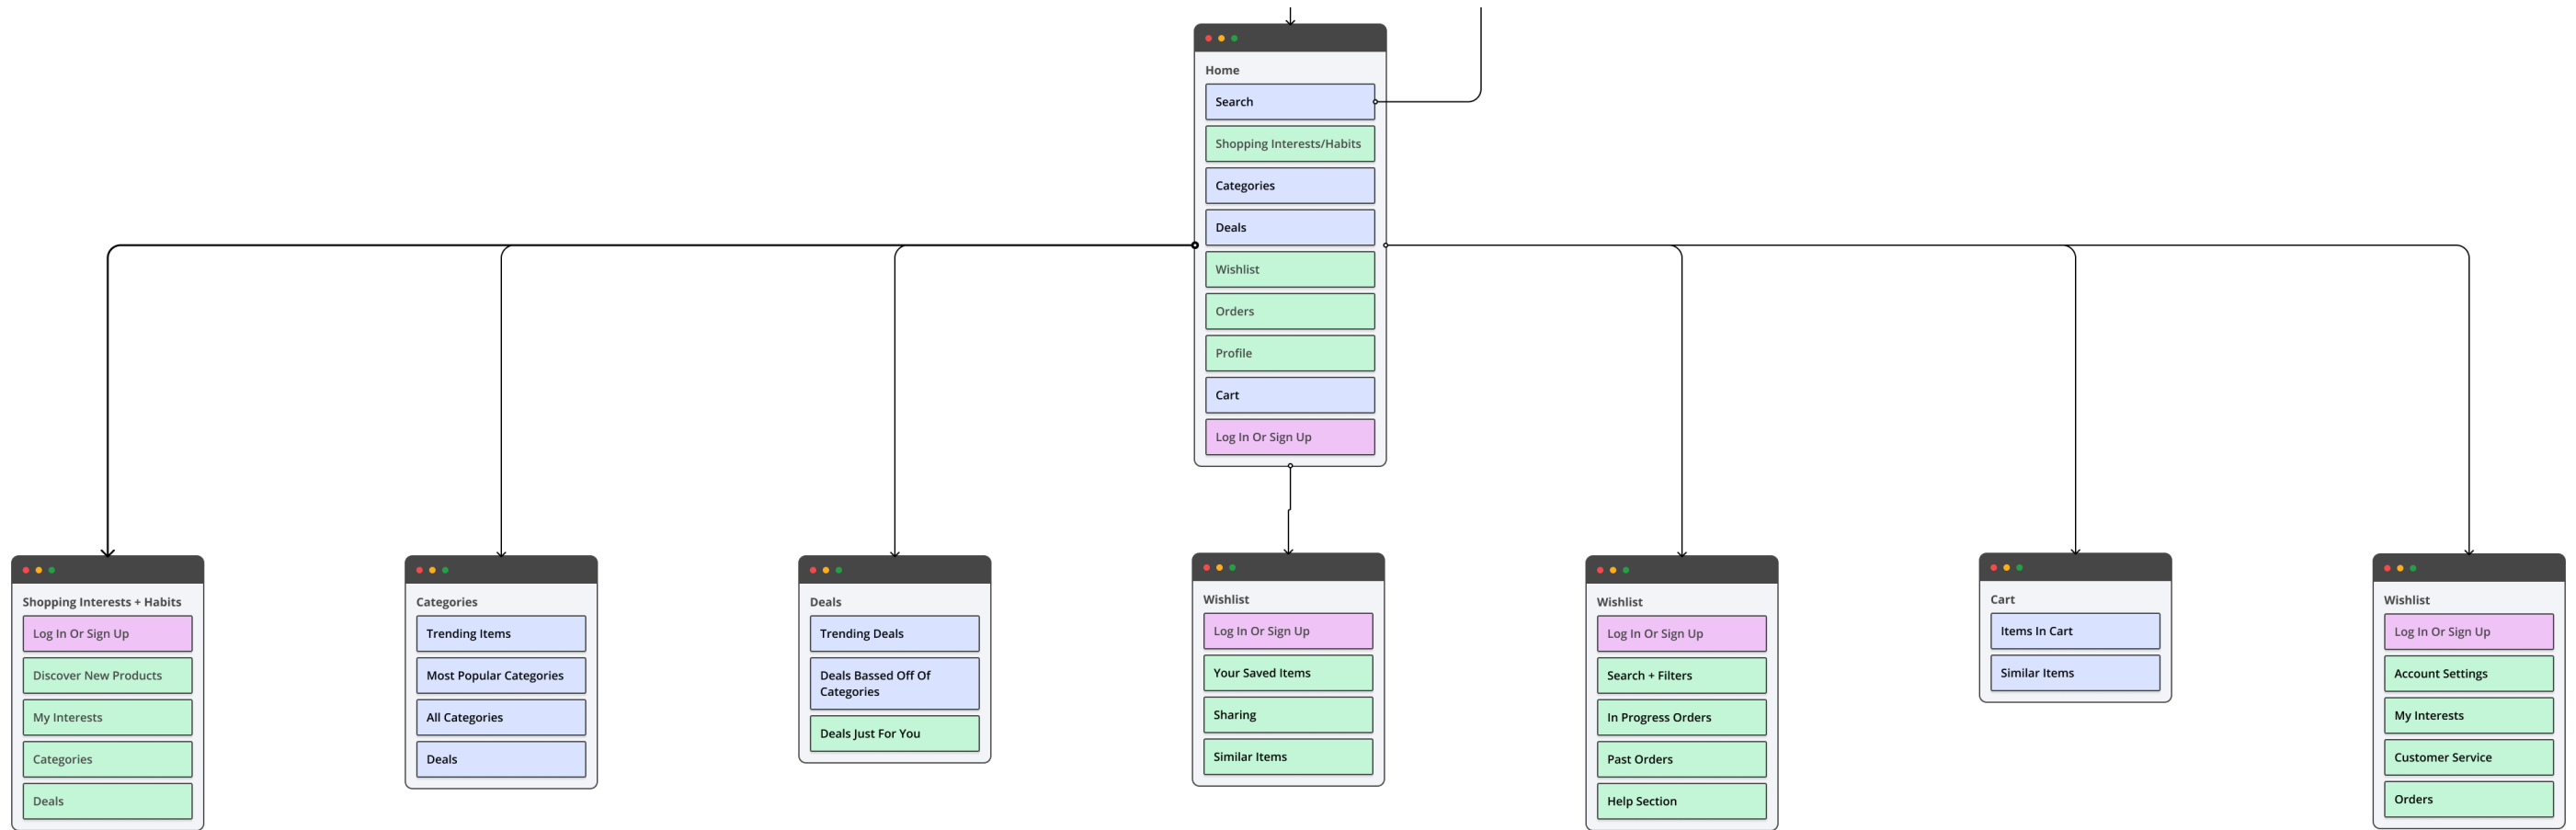 Home
Search
Shopping Interests/Habits
Categories
Deals
Wishlist
Orders
Profile
Cart
Log In Or Sign Up
Shopping Interests + Habits
Log In Or Sign Up
Discover New Products
My Interests
Categories
Deals
Categories
Trending Items
Most Popular Categories
All Categories
Deals
Deals
Trending Deals
Deals Bassed Off Of
Categories
Deals Just For You
Wishlist
Log In Or Sign Up
Your Saved Items
Sharing
Similar Items
Wishlist
Log In Or Sign Up
Search + Filters
In Progress Orders
Past Orders
Help Section
Cart
Items In Cart
Similar Items
Wishlist
Log In Or Sign Up
Account Settings
My Interests
Customer Service
Orders